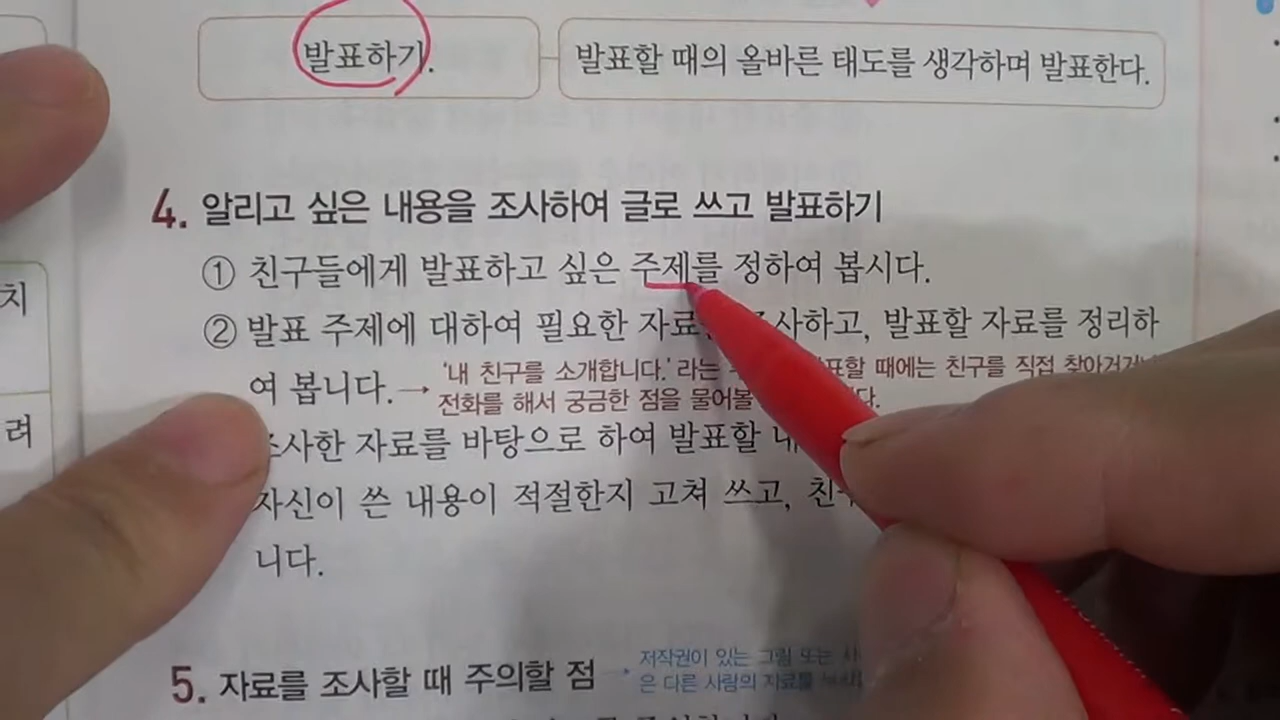 발표하기.
발표할 때의 올바른 태도를 생각하며 발표한다.
4. 알리고 싶은 내용을 조사하여 글로 쓰고 발표하기
① 친구들에게 발표하고 싶은 주제를 정하여 봅시다.
② 발표 주제에 대하여 필요한 자료 하고, 발표할 자료를 정리하
여 봅니다. → '내 친구를 소개합니다.' 라는 때에는 친구를 직접
전화를 해서 궁금한 점을 물어볼
조사한 자료를 바탕으로 하여 발표할
자신이 쓴 내용이 적절한지 고쳐 쓰고,
니다.
5. 자료를 조사할 때 주의할 점
저작권이 있는 그림 또는
은 다른 사람의 자료를
치
려